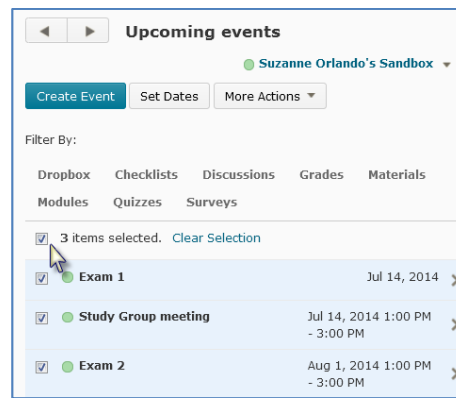 Upcoming events
Suzanne Orlando's Sandbox
Create Event Set Dates More Actions
Filter By:
Dropbox Checklists Discussions Grades Materials
Modules Quizzes Surveys
3 items selected. Clear Selection
Exam 1 Jul 14, 2014
Study Group meeting Jul 14, 2014 1:00 PM
- 3:00 PM
Exam 2 Aug 1, 2014 1:00 PM
- 3:00 PM